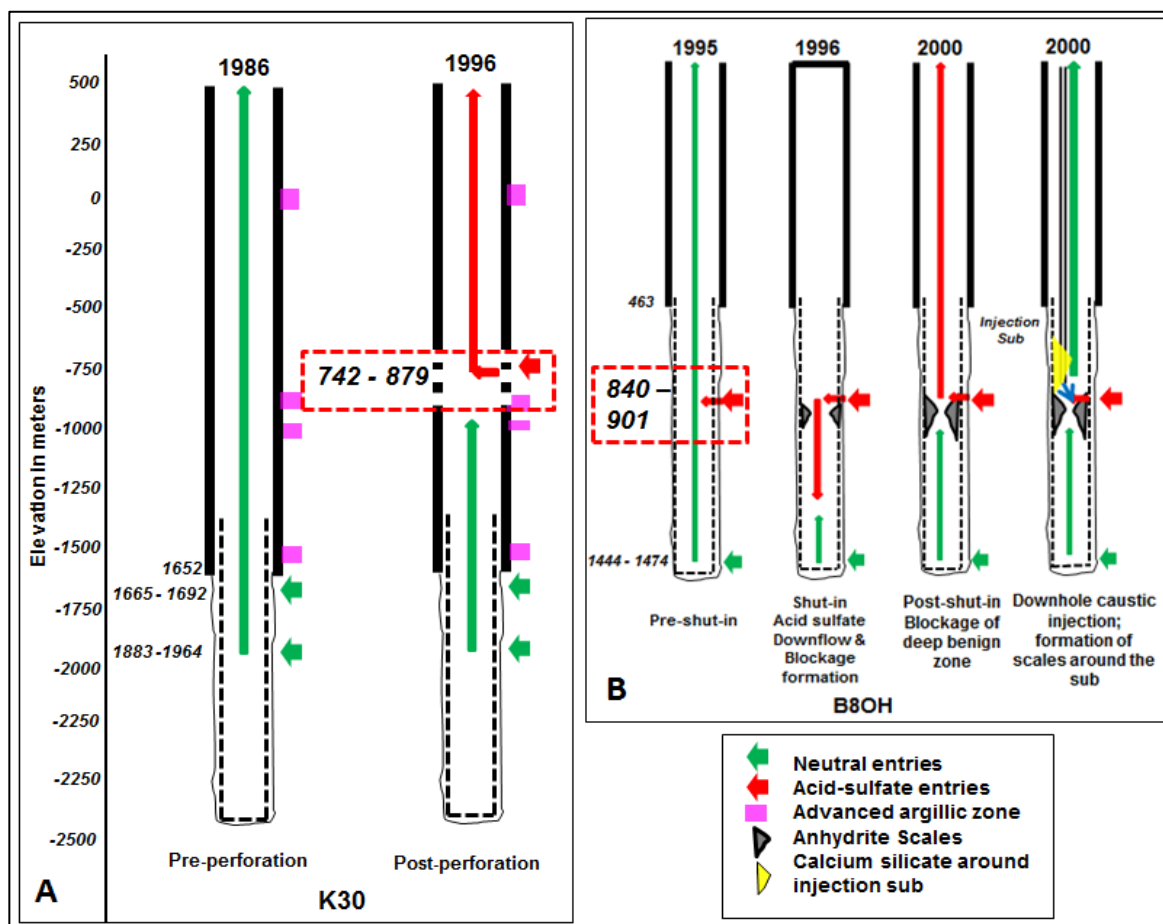 1986
1996
Elevation in meters
500
250
0
-250
-500
-750
-1000
-1250
-1500
-1750
-2000
-2250
-2250
-2500
742 - 879
1652
1665 - 1692
1883 -1964
Pre-perforation
Post-perforation
A
K30
1995
1996
2000
2000
463
Injection
Sub
840 –
901
1444 - 1474
Pre-shut-in
Shut-in
Acid sulfate
Downflow &
Blockage
formation
Post-shut-in
Blockage of
deep benign
zone
Downhole caustic
injection;
formation of
scales around the
sub
B
B8OH
Neutral entries
Acid-sulfate entries
Advanced argillic zone
Anhydrite Scales
Calcium silicate around
injection sub